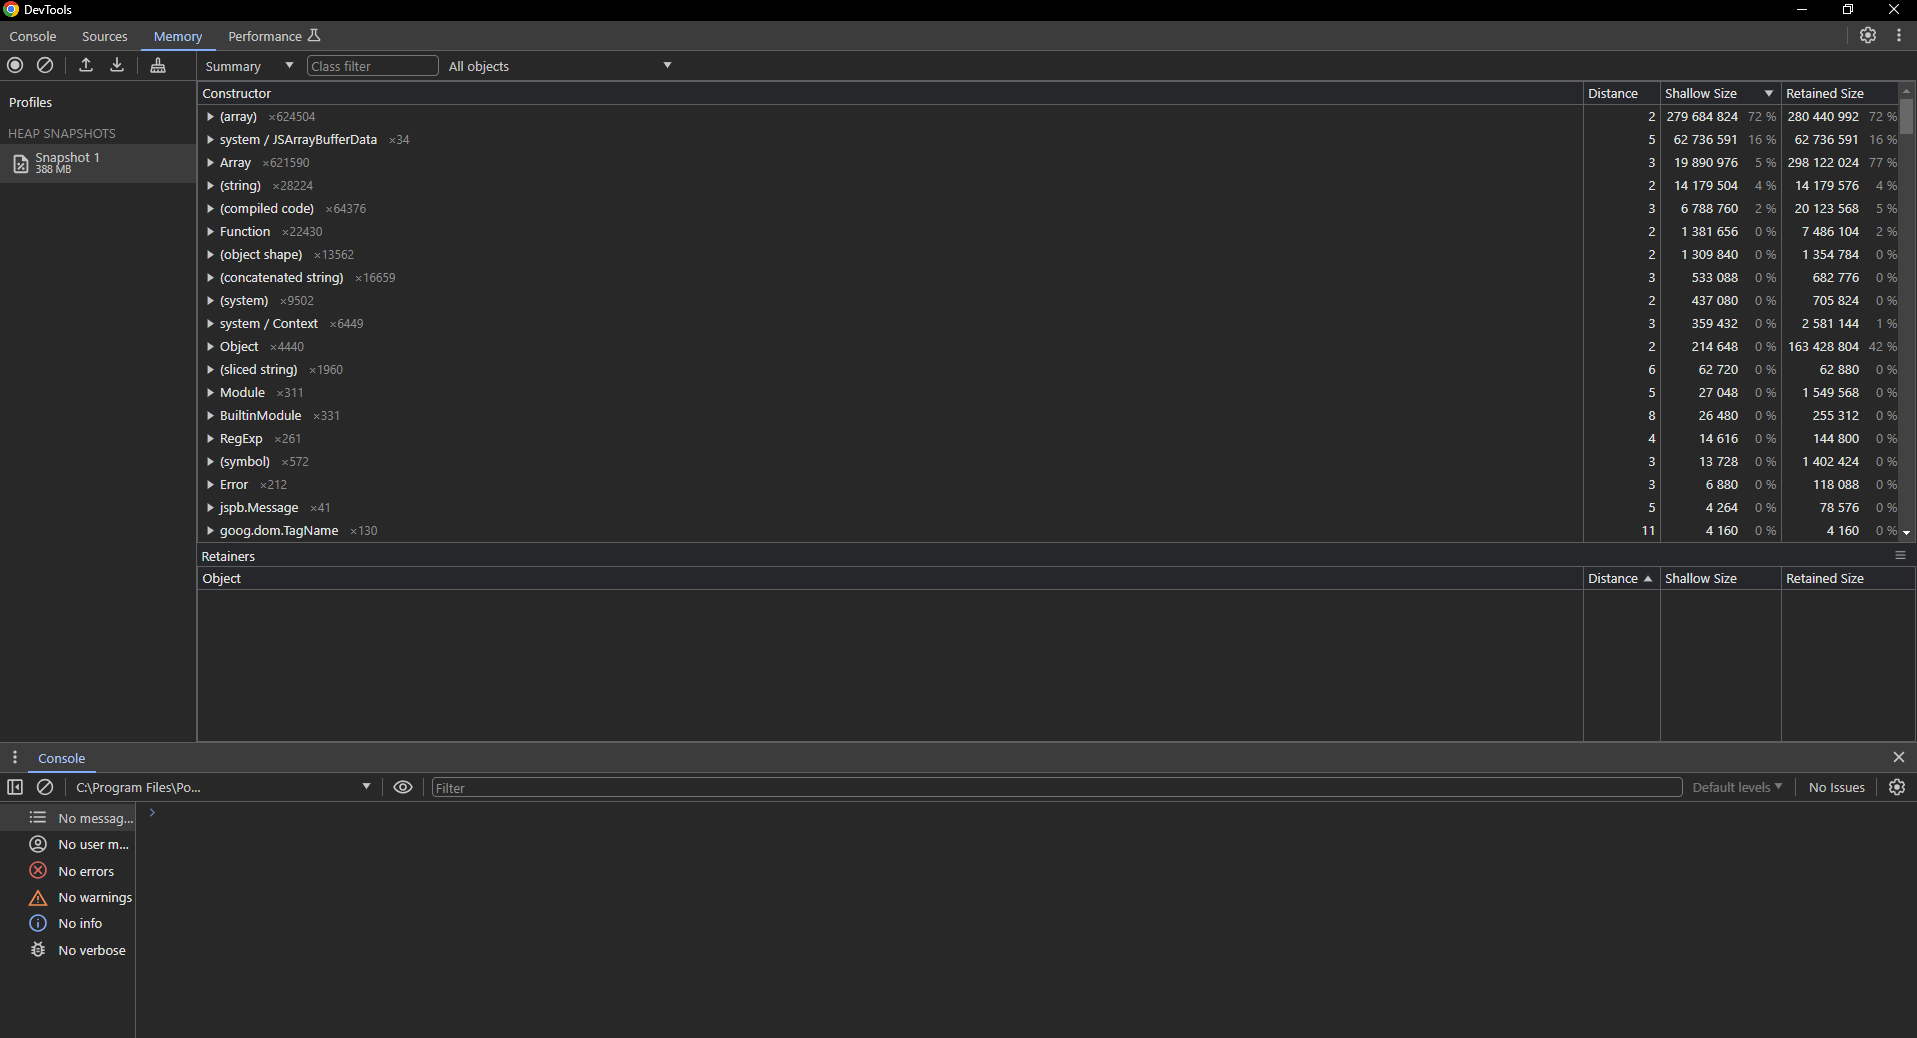 DevTools
Console Sources Memory Performance
Summary Class filter All objects
Profiles
HEAP SNAPSHOTS
Snapshot 1
388 MB
Constructor Distance Shallow Size Retained Size
(array) ×624504 2 279 684 824 72 % 280 440 992 72 %
system / JSArrayBufferData ×34 5 62 736 591 16 % 62 736 591 16 %
Array ×621590 3 19 890 976 5 % 298 122 024 77 %
(string) ×28224 2 14 179 504 4 % 14 179 576 4 %
(compiled code) ×64376 3 6 788 760 2 % 20 123 568 5 %
Function ×22430 2 1 381 656 0 % 7 486 104 2 %
(object shape) ×13562 2 1 309 840 0 % 1 354 784 0 %
(concatenated string) ×16659 3 533 088 0 % 682 776 0 %
(system) ×9502 2 437 080 0 % 705 824 0 %
system / Context ×6449 3 359 432 0 % 2 581 144 1 %
Object ×4440 2 214 648 0 % 163 428 804 42 %
(sliced string) ×1960 6 62 720 0 % 62 880 0 %
Module ×311 5 27 048 0 % 1 549 568 0 %
BuiltinModule ×331 8 26 480 0 % 255 312 0 %
RegExp ×261 4 14 616 0 % 144 800 0 %
(symbol) ×572 3 13 728 0 % 1 402 424 0 %
Error ×212 3 6 880 0 % 118 088 0 %
jspb.Message ×41 5 4 264 0 % 78 576 0 %
goog.dom.TagName ×130 11 4 160 0 % 4 160 0 %
Retainers
Object Distance Shallow Size Retained Size
Console
C:\Program Files\Po... Filter Default levels No Issues
No messag...
No user m...
No errors
No warnings
No info
No verbose